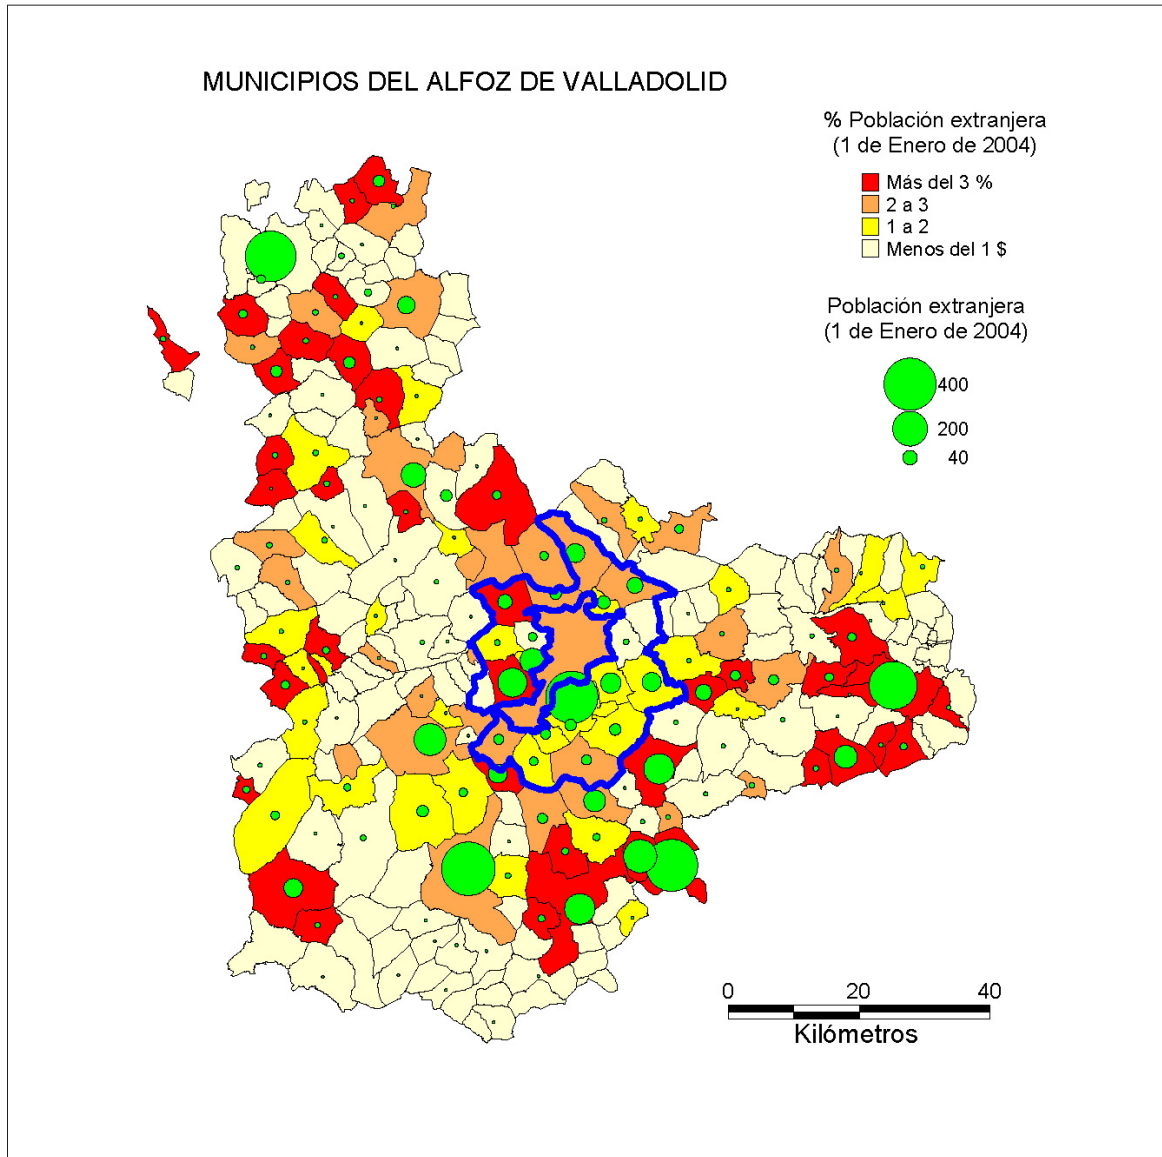 MUNICIPIOS DEL ALFOZ DE VALLADOLID
% Población extranjera
(1 de Enero de 2004)
Más del 3 %
2 a 3
1 a 2
Menos del 1 $
Población extranjera
(1 de Enero de 2004)
400
200
40
0 20 40
Kilómetros